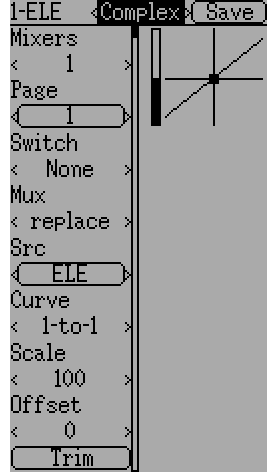 1-ELE Complex Save
Mixers
1
Page
1
Switch
None
Mux
replace
Src
ELE
Curve
1-to-1
Scale
100
Offset
0
Trim